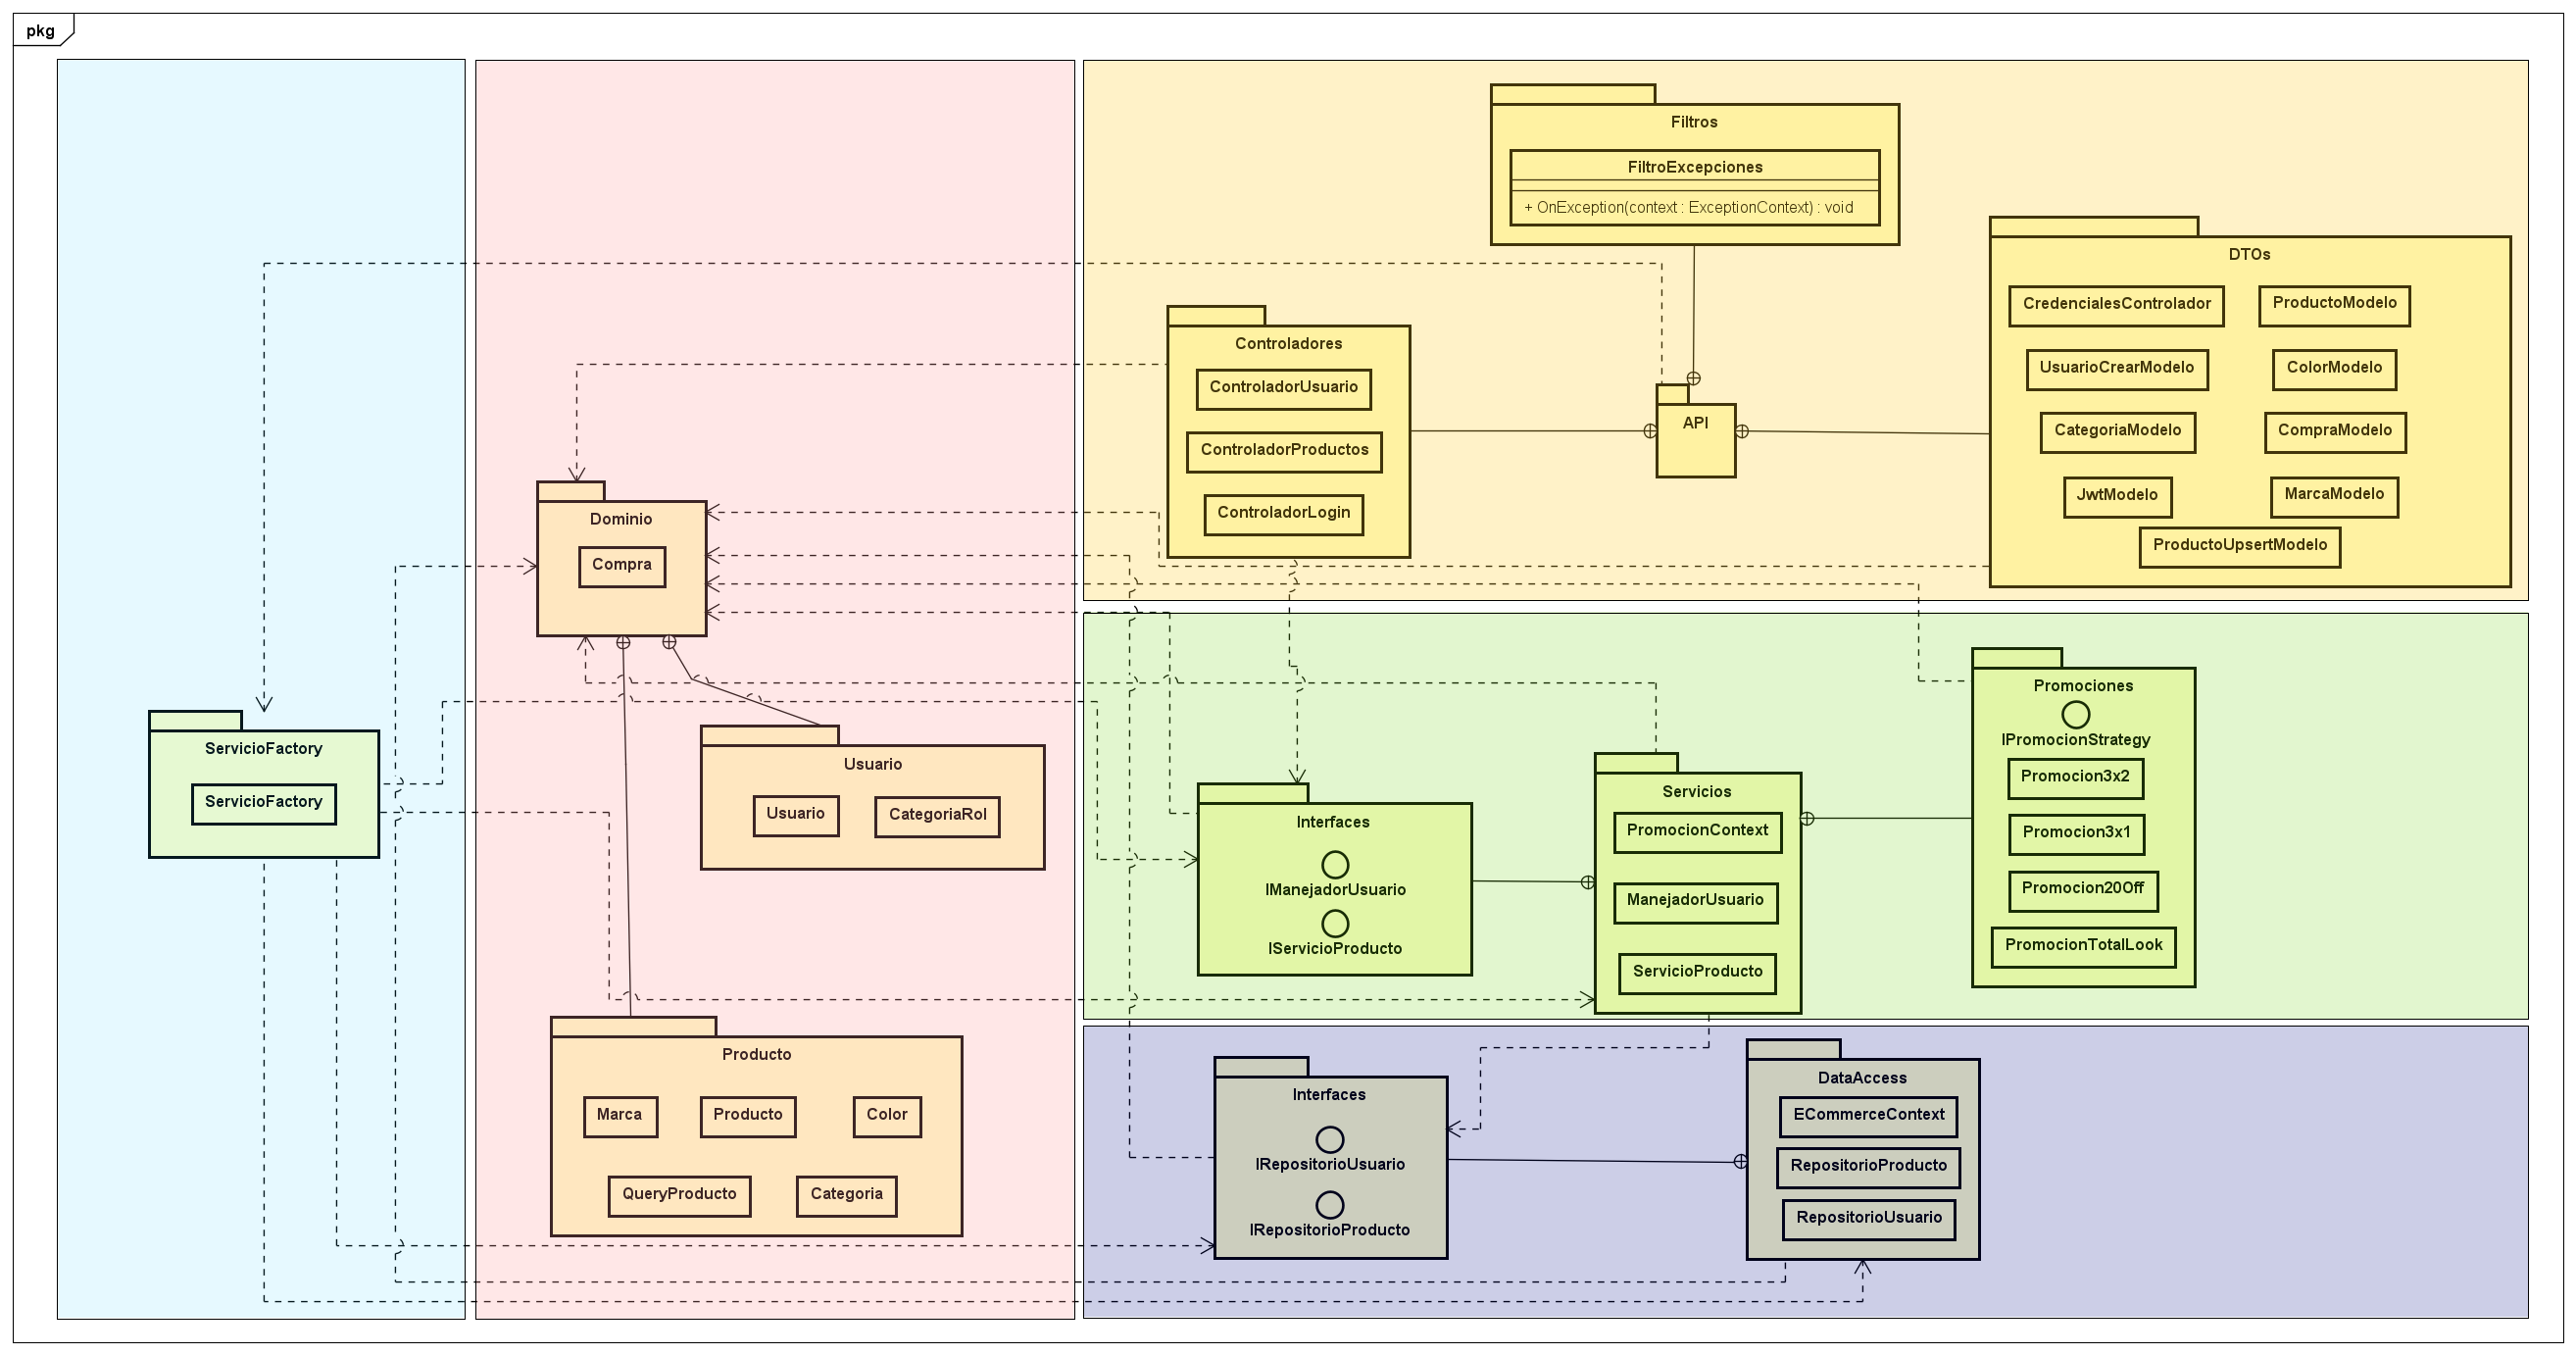 pkg
ServicioFactory
ServicioFactory
Dominio
Compra
Usuario
Usuario
CategoriaRol
Producto
Marca
Producto
Color
QueryProducto
Categoria
Filtros
FiltroExcepciones
+ OnException(context : ExceptionContext) : void
Controladores
ControladorUsuario
ControladorProductos
ControladorLogin
API
DTOs
CredencialesControlador
ProductoModelo
UsuarioCrearModelo
ColorModelo
CategoriaModelo
CompraModelo
JwtModelo
MarcaModelo
ProductoUpsertModelo
Interfaces
IManejadorUsuario
IServicioProducto
Servicios
PromocionContext
ManejadorUsuario
ServicioProducto
Promociones
IPromocionStrategy
Promocion3x2
Promocion3x1
Promocion20Off
PromocionTotalLook
Interfaces
IRepositorioUsuario
IRepositorioProducto
DataAccess
ECommerceContext
RepositorioProducto
RepositorioUsuario